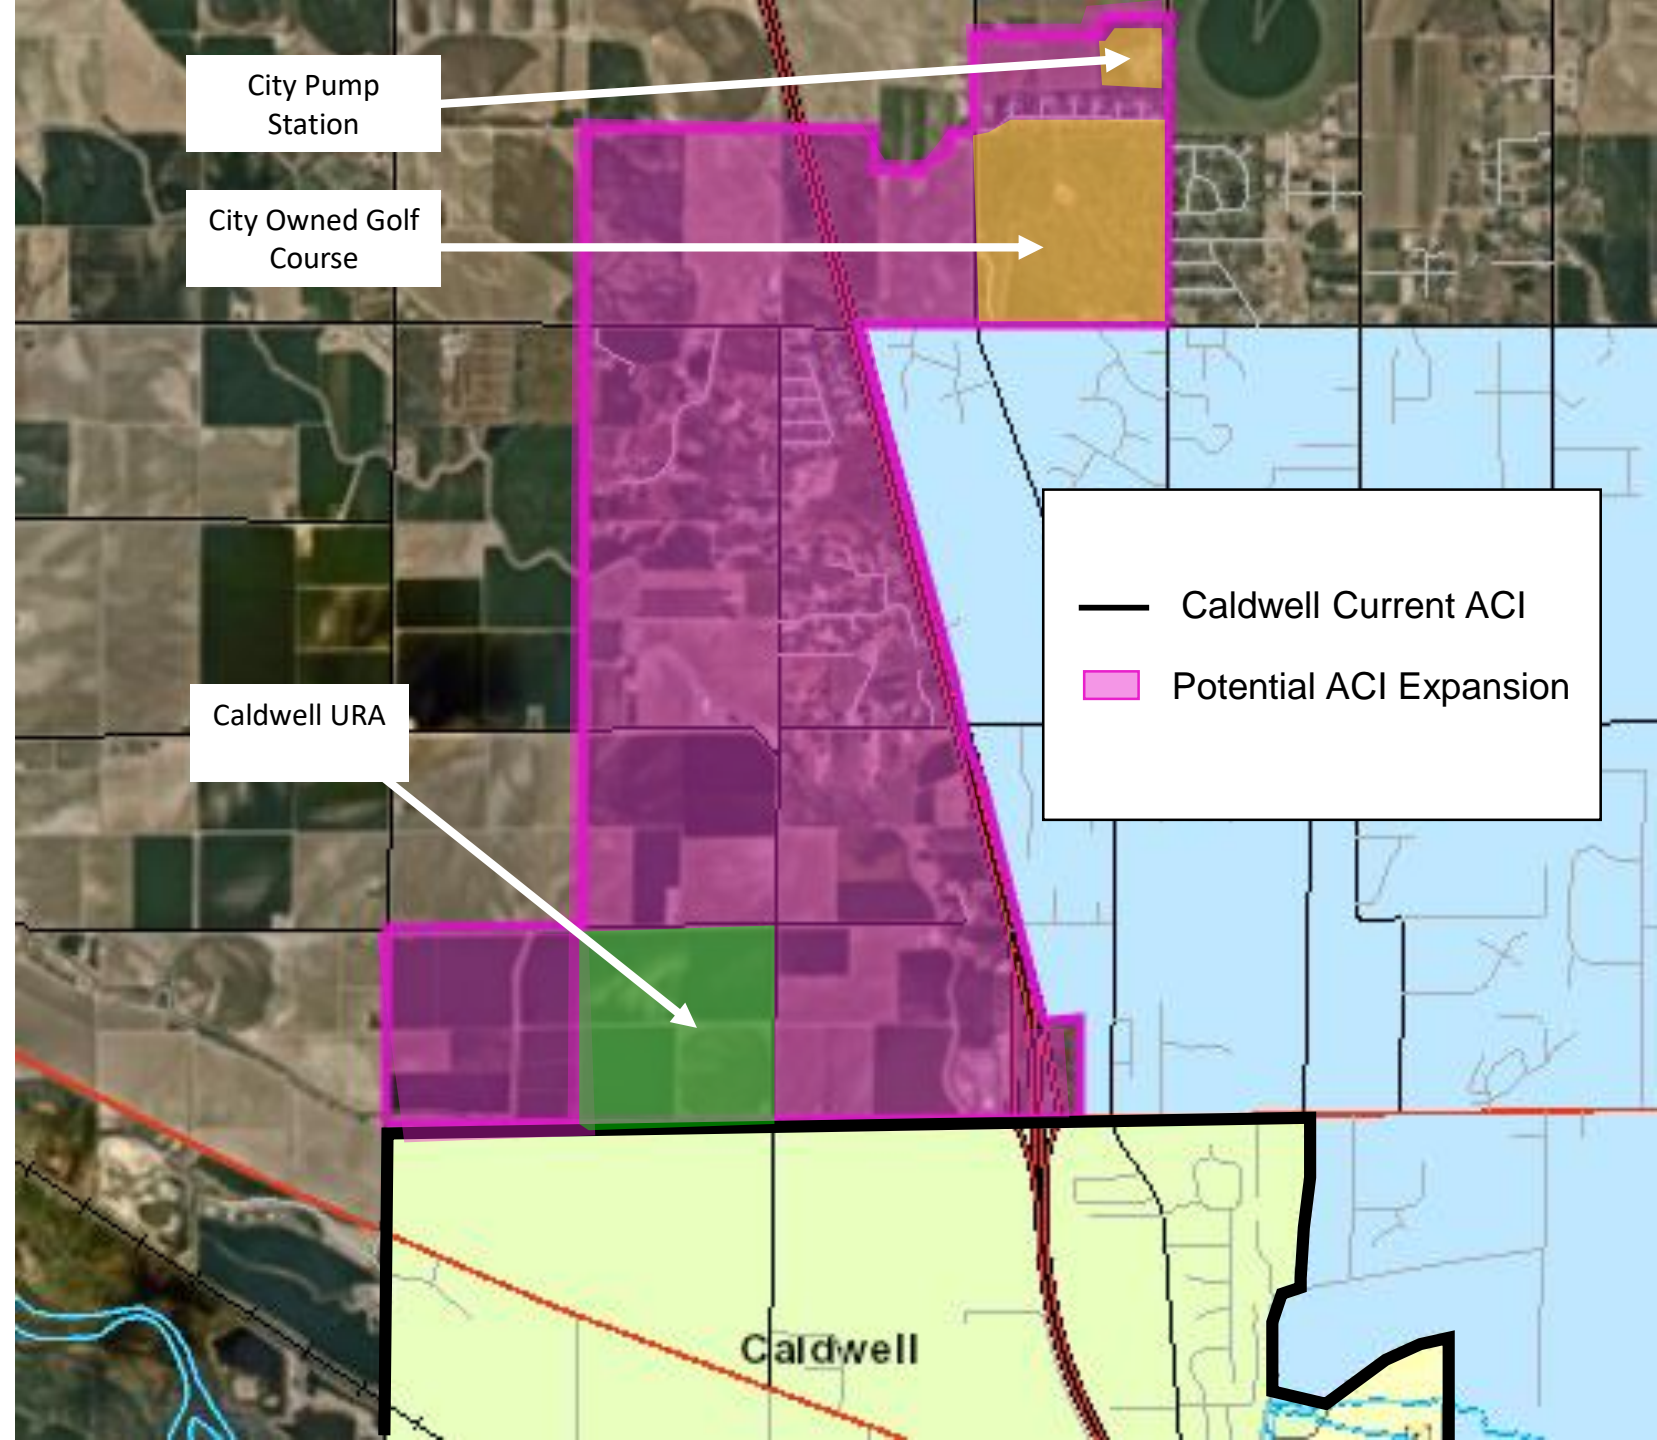 City Pump
Station
City Owned Golf
Course
Caldwell Current ACI
Potential ACI Expansion
Caldwell URA
Caldwell